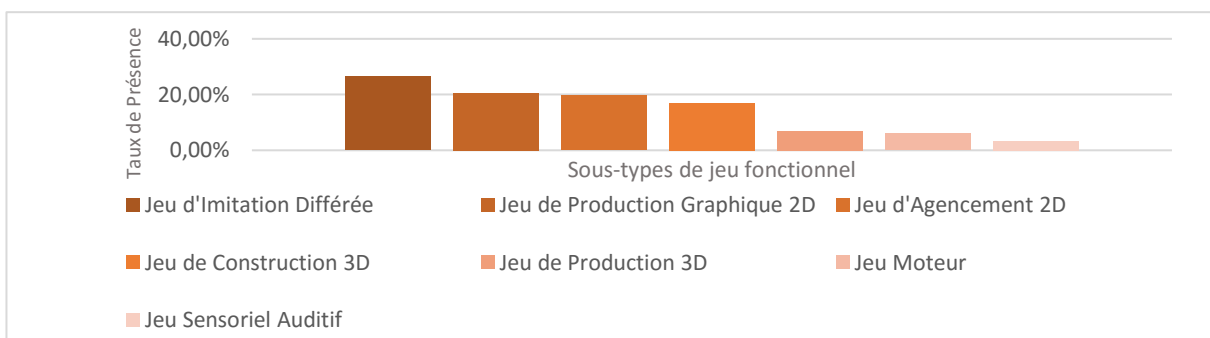 Taux de Présence
40,00%
20,00%
0,00%
Sous-types de jeu fonctionnel
Jeu d'Imitation Différée
Jeu de Production Graphique 2D
Jeu d'Agencement 2D
Jeu de Construction 3D
Jeu de Production 3D
Jeu Moteur
Jeu Sensoriel Auditif